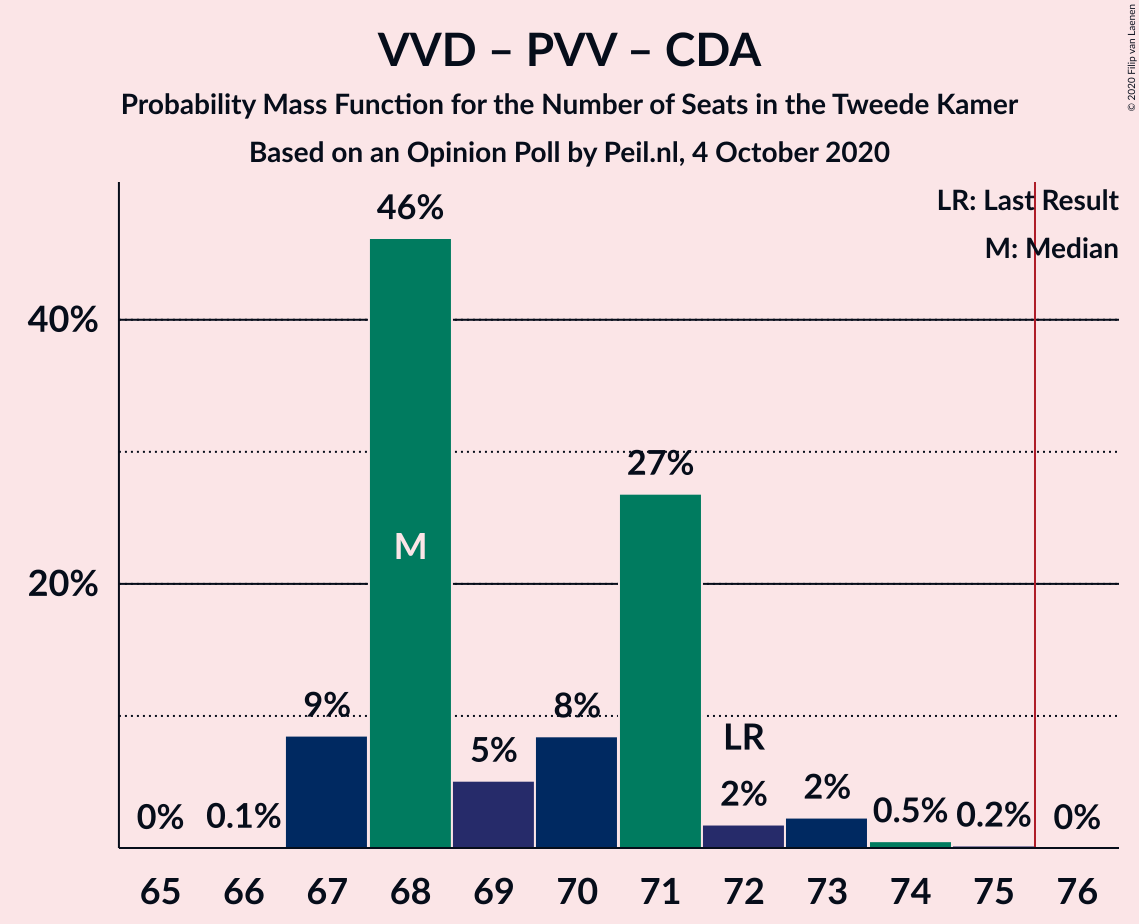 VVD – PVV – CDA
Probability Mass Function for the Number of Seats in the Tweede Kamer
Based on an Opinion Poll by Peil.nl, 4 October 2020
© 2020 Filip van Laenen
LR: Last Result
M: Median
46%
40%
27%
M
20%
9%
8%
LR
5%
2%
2%
0%
0.1%
0.5%
0.2%
0%
65 66 67 68 69 70 71 72 73 74 75 76